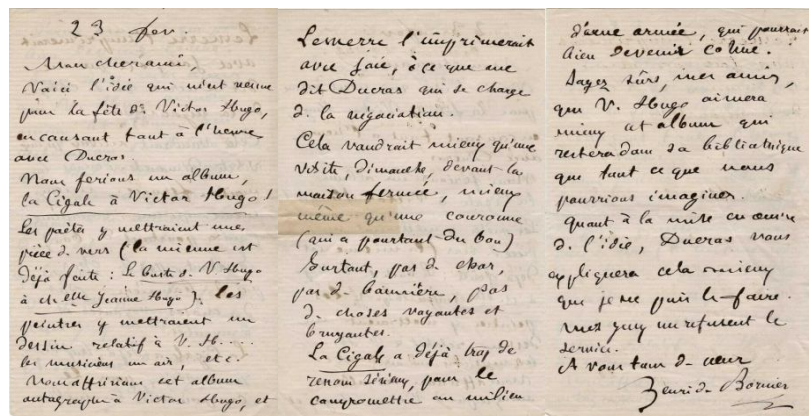 23 fév.
Mon cher ami,
Voici l'idée qui m'est venue
pour la fête de Victor Hugo,
en causant tout à l'heure
avec Ducros.
Nous ferions un album,
la Cigale à Victor Hugo!
Les poètes y mettraient une
pièce de vers (la mienne est
déjà faite : Le buste de V. Hugo
à elle Jeanne Hugo). les
peintres y mettraient un
dessin relatif à V. H.....
les musiciens un air, etc.
Nous offririons cet album
autographe à Victor Hugo, et
Lemerre l'imprimerait
avec joie, à ce que me
dit Ducros qui se charge
de la négociation.
Cela vaudrait mieux qu'une
visite, dimanche, devant la
maison fermée, mieux
même qu'une couronne
(qui a pourtant du bon)
Surtout, pas de char,
pas de bannière, pas
de choses voyantes et
bruyantes.
La Cigale a déjà trop de
renom sérieux, pour le
compromettre au milieu
d'une armée, qui pourrait
bien devenir cohue.
Soyez sûrs, mes amis,
que V. Hugo aimera
mieux cet album qui
restera dans sa bibliothèque
que tout ce que nous
pourrions imaginer.
Quant à la mise en œuvre
de l'idée, Ducros vous
expliquera cela mieux
que je ne puis le faire.
mes yeux me refusent le
service.
A vous tous de cœur
Henri de Bornier